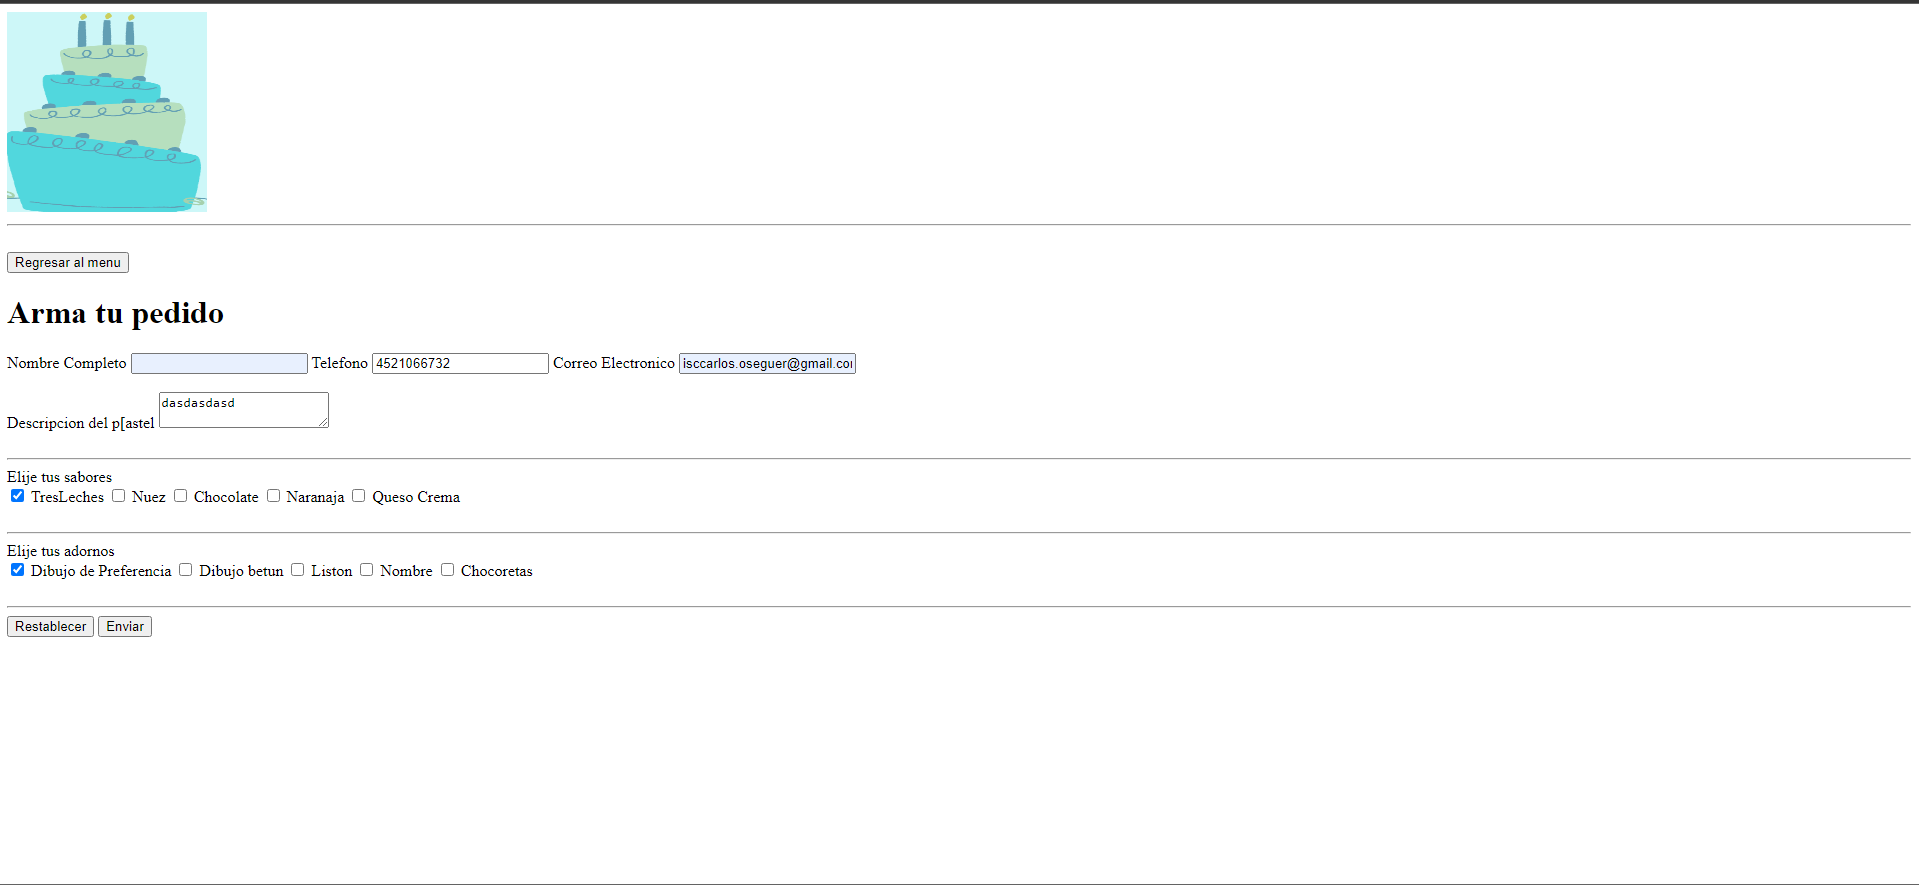 Regresar al menu
Arma tu pedido
Nombre Completo Telefono 4521066732 Correo Electronico isccarlos.oseguer@gmail.co
Descripcion del p[astel dasdasdasd
Elije tus sabores
TresLeches Nuez Chocolate Naranaja Queso Crema
Elije tus adornos
Dibujo de Preferencia Dibujo betun Liston Nombre Chocoretas
Restablecer Enviar